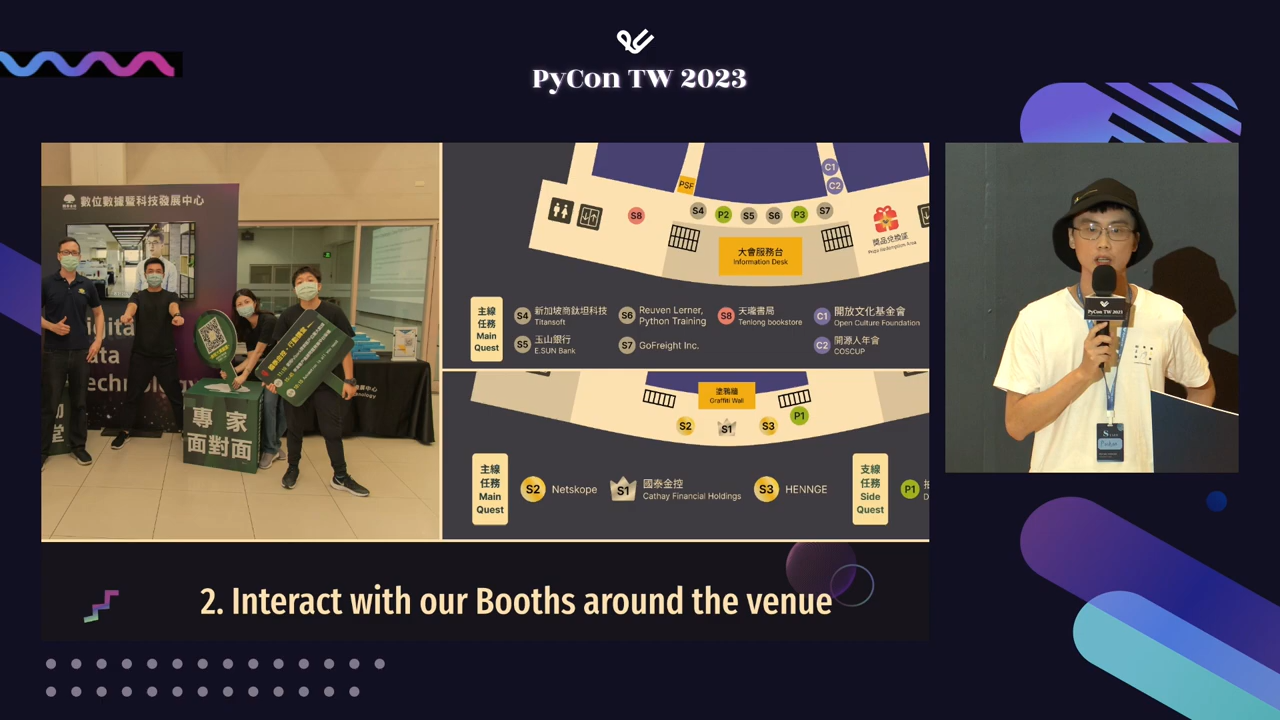 PyCon TW 2023
數位數據暨科技發展中心
專家
面對面
PSF
C1
C2
S8
S4
P2
S5
S6
P3
S7
大會服務台
Information Desk
獎品兌換區
Prize Redemption Area
主線
任務
Main
Quest
S4 新加坡商鈦坦科技
Titansoft
S5 玉山銀行
E.SUN Bank
S6 Reuven Lerner,
Python Training
S7 GoFreight Inc.
S8 天瓏書局
Tenlong bookstore
C1 開放文化基金會
Open Culture Foundation
C2 開源人年會
COSCUP
塗鴉牆
Graffiti Wall
S2
S1
S3
P1
主線
任務
Main
Quest
S2 Netskope
S1 國泰金控
Cathay Financial Holdings
S3 HENNGE
支線
任務
Side
Quest
P1
2. Interact with our Booths around the venue
PyCon TW 2023